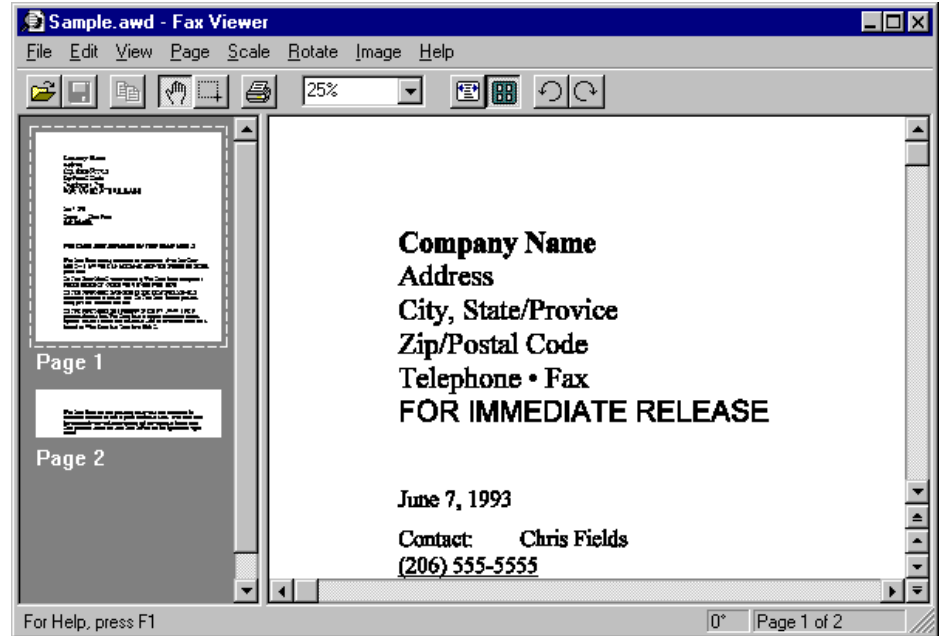 Sample.awd - Fax Viewer
File Edit View Page Scale Rotate Image Help
25%
Page 1
Page 2
Company Name
Address
City, State/Provice
Zip/Postal Code
Telephone • Fax
FOR IMMEDIATE RELEASE
June 7, 1993
Contact: Chris Fields
(206) 555-5555
For Help, press F1
0° Page 1 of 2